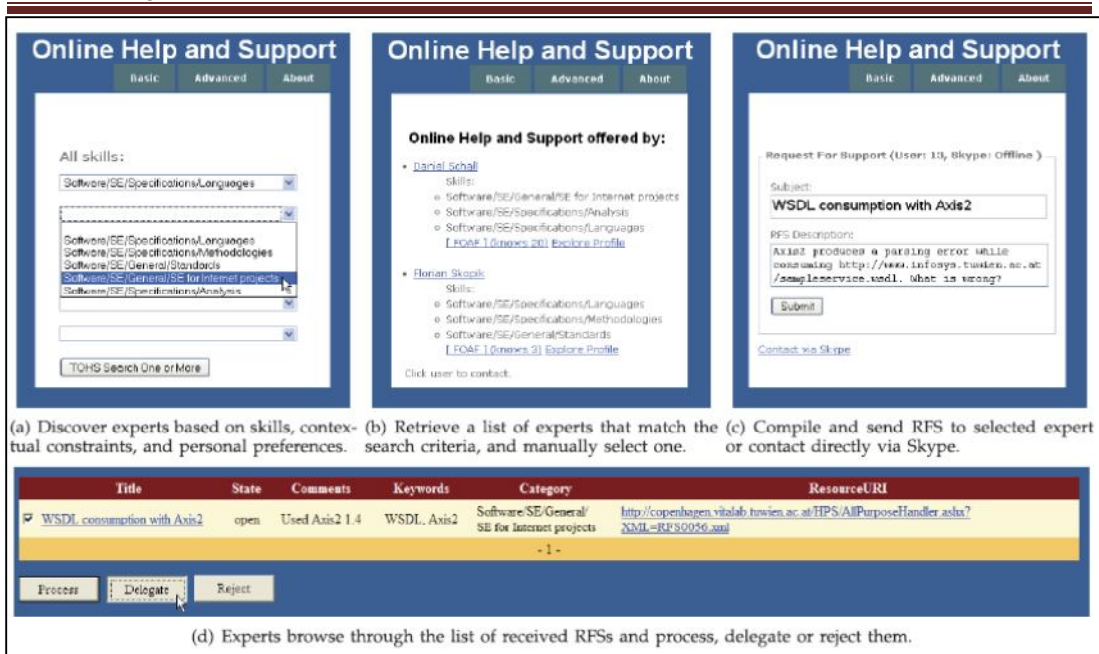 Online Help and Support
Basic Advanced About
All skills:
Software/SE/Specifications/Languages
Software/SE/Specifications/Languages
Software/SE/Specifications/Methodologies
Software/SE/General/Standards
Software/SE/General/SE for Internet projects
Software/SE/Specifications/Analysis
TOHS Search One or More
(a) Discover experts based on skills, contex-
tual constraints, and personal preferences.
Online Help and Support
Basic Advanced About
Online Help and Support offered by:
Daniel Schall
Skills:
Software/SE/General/SE for Internet projects
Software/SE/Specifications/Analysis
Software/SE/Specifications/Languages
[ FOAF ] (knows 20) Explore Profile
Florian Skopik
Skills:
Software/SE/Specifications/Languages
Software/SE/Specifications/Methodologies
Software/SE/General/Standards
[ FOAF ] (knows 3) Explore Profile
Click user to contact.
(b) Retrieve a list of experts that match the
search criteria, and manually select one.
Online Help and Support
Basic Advanced About
Request For Support (User: 13, Skype: Offline )
Subject:
WSDL consumption with Axis2
RFS Description:
Axis2 produces a parsing error while
consuming http://www.infosys.tuwien.ac.at
/sampleservice.wsdl. What is wrong?
Submit
Contact via Skype
(c) Compile and send RFS to selected expert
or contact directly via Skype.
Title State Comments Keywords Category ResourceURI
WSDL consumption with Axis2 open Used Axis2 1.4 WSDL, Axis2 Software/SE/General/ http://copenhagen.vitalab.tuwien.ac.at/HPS/AllPurposeHandler.ashx?
SE for Internet projects XML=RFS0056.xml
- 1 -
Process Delegate Reject
(d) Experts browse through the list of received RFSs and process, delegate or reject them.